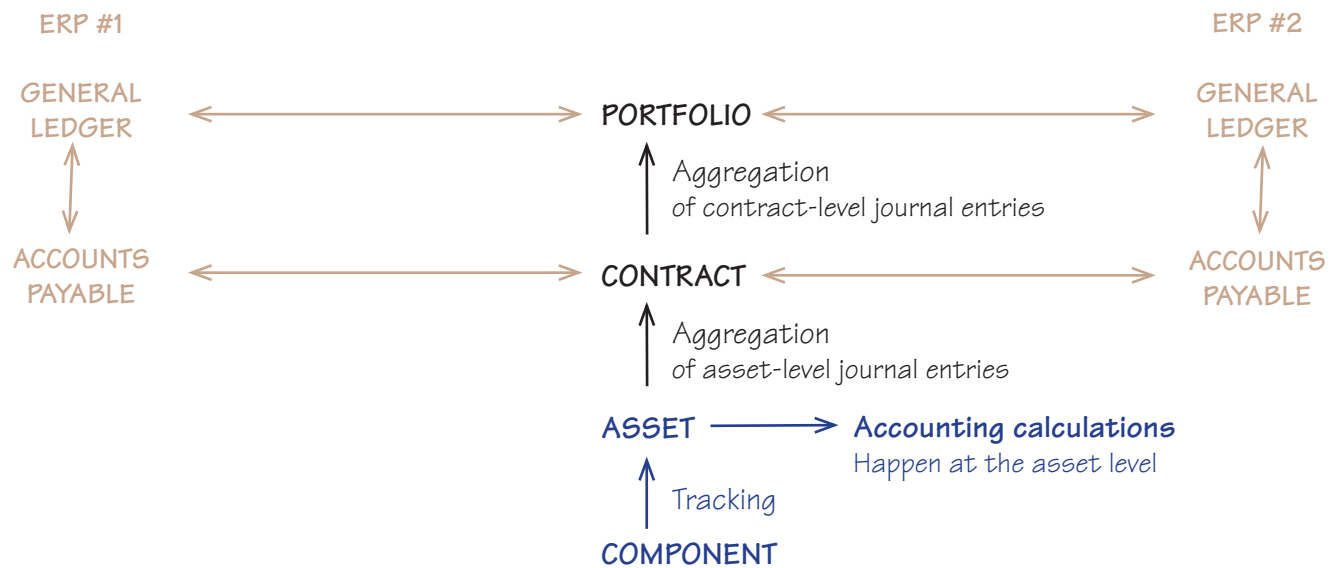 ERP #1
ERP #2
GENERAL
LEDGER
PORTFOLIO
GENERAL
LEDGER
Aggregation
of contract-level journal entries
ACCOUNTS
PAYABLE
CONTRACT
ACCOUNTS
PAYABLE
Aggregation
of asset-level journal entries
ASSET
Accounting calculations
Happen at the asset level
Tracking
COMPONENT